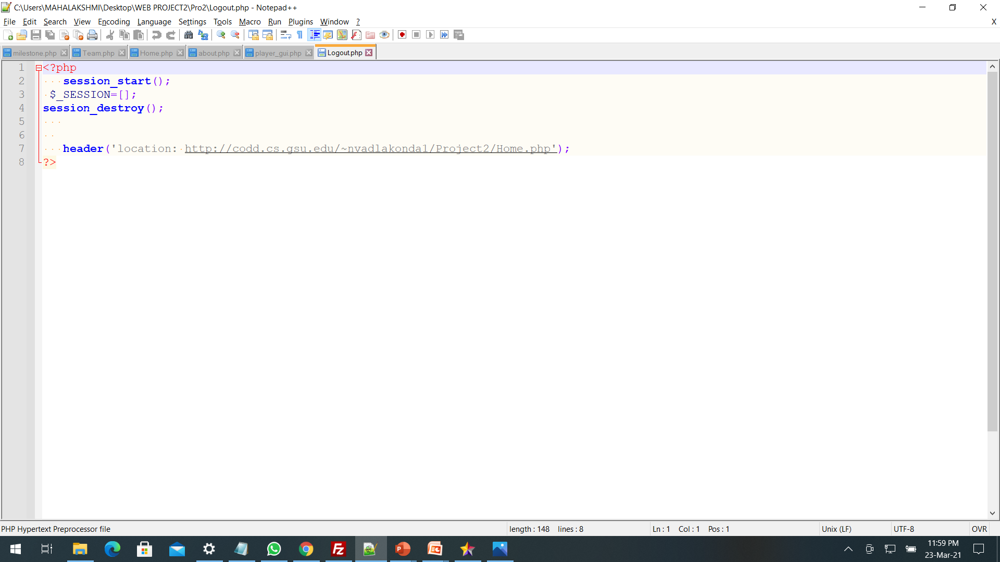 C:\Users\MAHALAKSHMI\Desktop\WEB PROJECT2\Pro2\Logout.php - Notepad++
File Edit Search View Encoding Language Settings Tools Macro Run Plugins Window ? X
milestone.php Team.php Home.php about.php player_gui.php Logout.php
1 <?php
2 session_start();
3 $_SESSION=[];
4 session_destroy();
5
6
7 header('location: http://codd.cs.gsu.edu/~nvadlakonda1/Project2/Home.php');
8 ?>
PHP Hypertext Preprocessor file length : 148 lines : 8 Ln : 1 Col : 1 Pos : 1 Unix (LF) UTF-8 OVR
11:59 PM
23-Mar-21